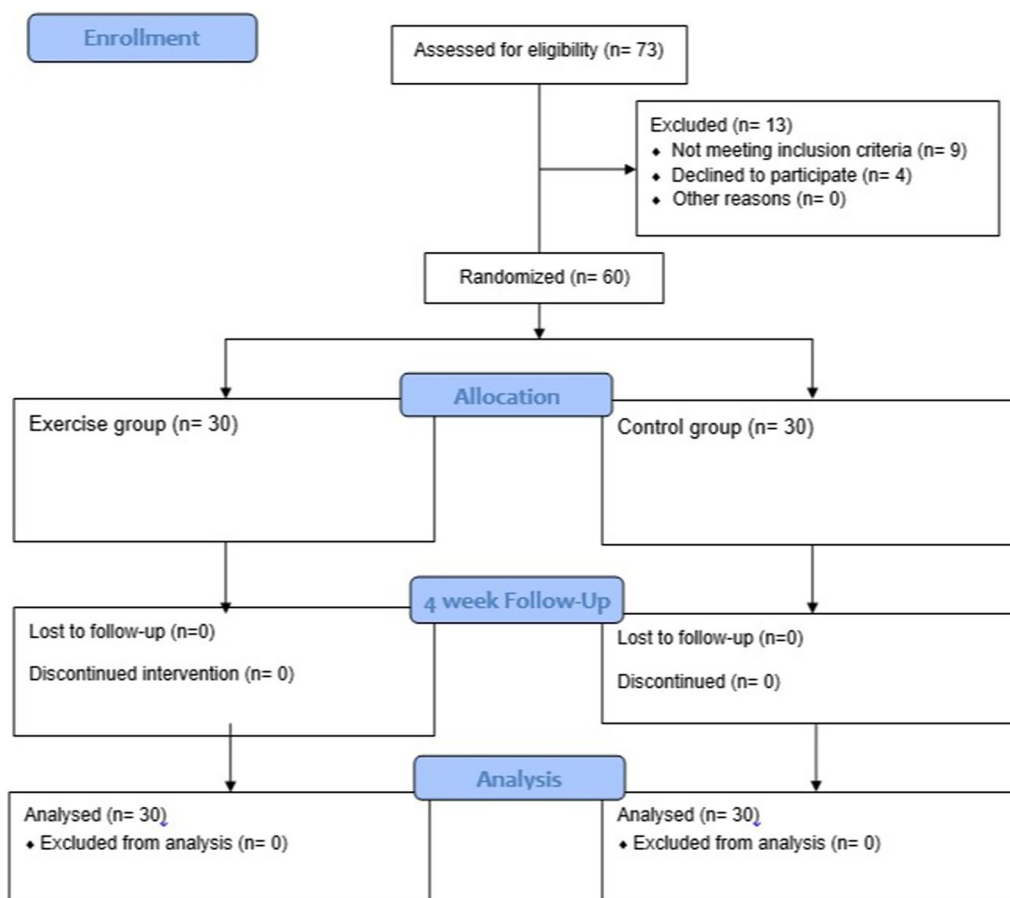 Enrollment
Assessed for eligibility (n= 73)
Excluded (n= 13)
♦ Not meeting inclusion criteria (n= 9)
♦ Declined to participate (n= 4)
♦ Other reasons (n= 0)
Randomized (n= 60)
Allocation
Exercise group (n= 30)
Control group (n= 30)
4 week Follow-Up
Lost to follow-up (n=0)
Discontinued intervention (n= 0)
Lost to follow-up (n=0)
Discontinued (n= 0)
Analysis
Analysed (n= 30)
♦ Excluded from analysis (n= 0)
Analysed (n= 30)
♦ Excluded from analysis (n= 0)